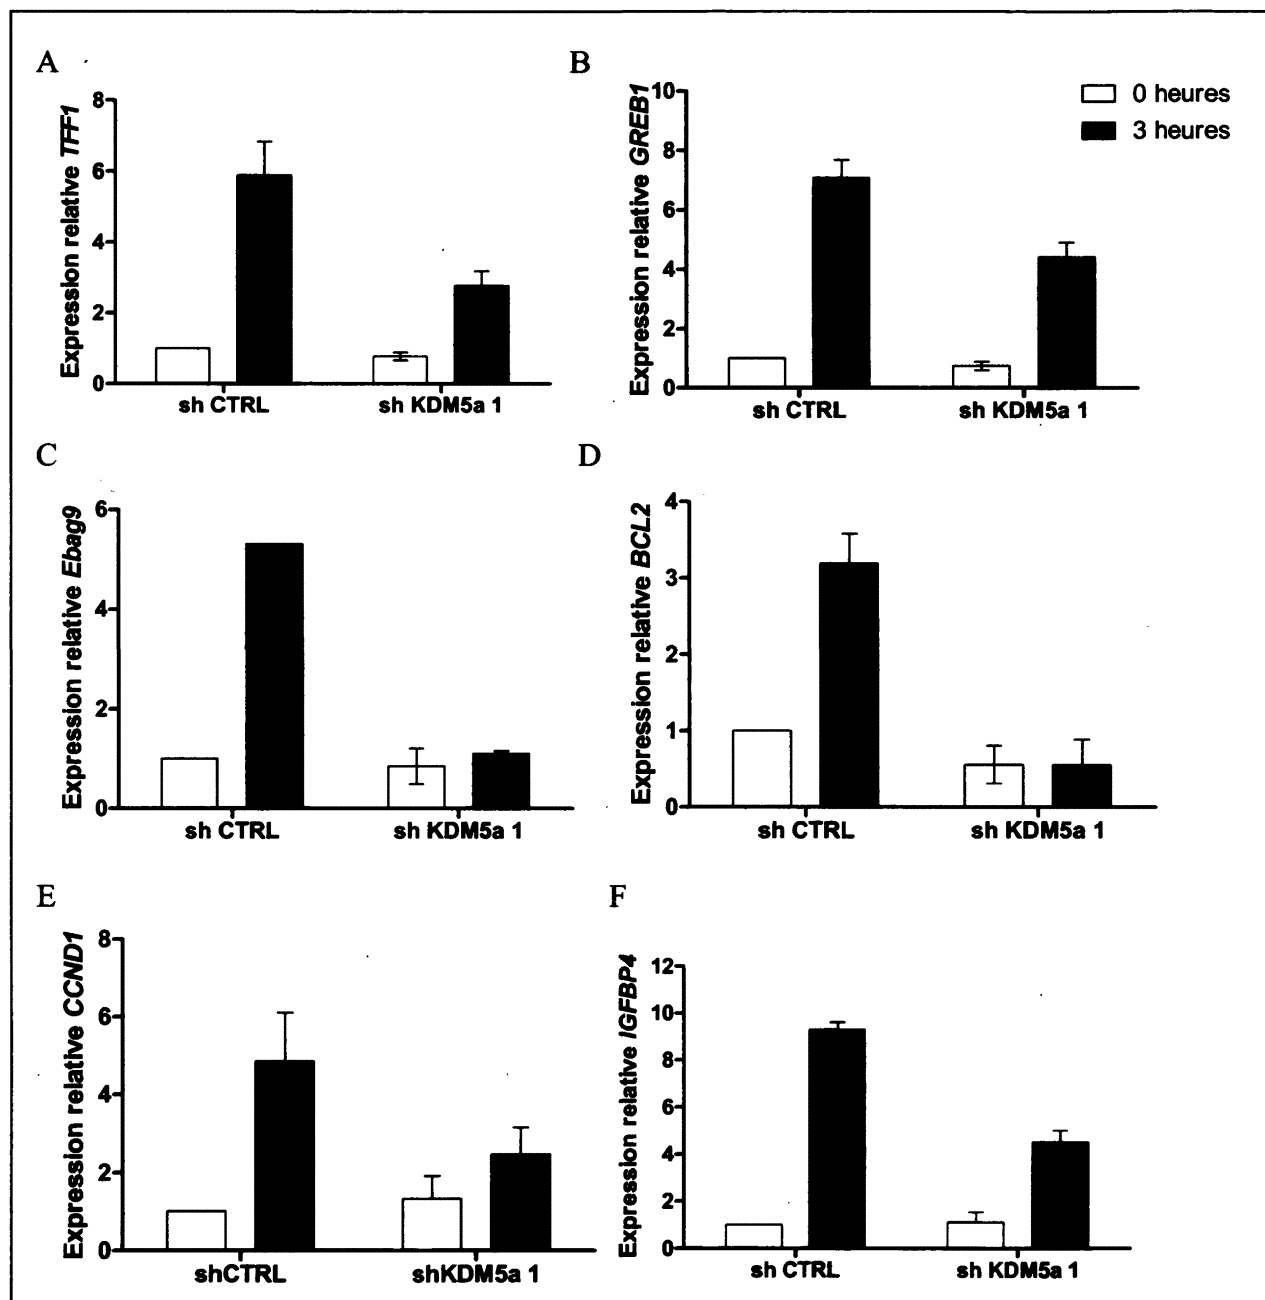 A
Expression relative TFF1
8
6
4
2
0
sh CTRL
sh KDM5a 1
B
Expression relative GREB1
10
8
6
4
2
0
sh CTRL
sh KDM5a 1
0 heures
3 heures
C
Expression relative Ebag9
6
4
2
0
sh CTRL
sh KDM5a 1
D
Expression relative BCL2
4
3
2
1
0
sh CTRL
sh KDM5a 1
E
Expression relative CCND1
8
6
4
2
0
shCTRL
shKDM5a 1
F
Expression relative IGFBP4
12
10
8
6
4
2
0
sh CTRL
sh KDM5a 1